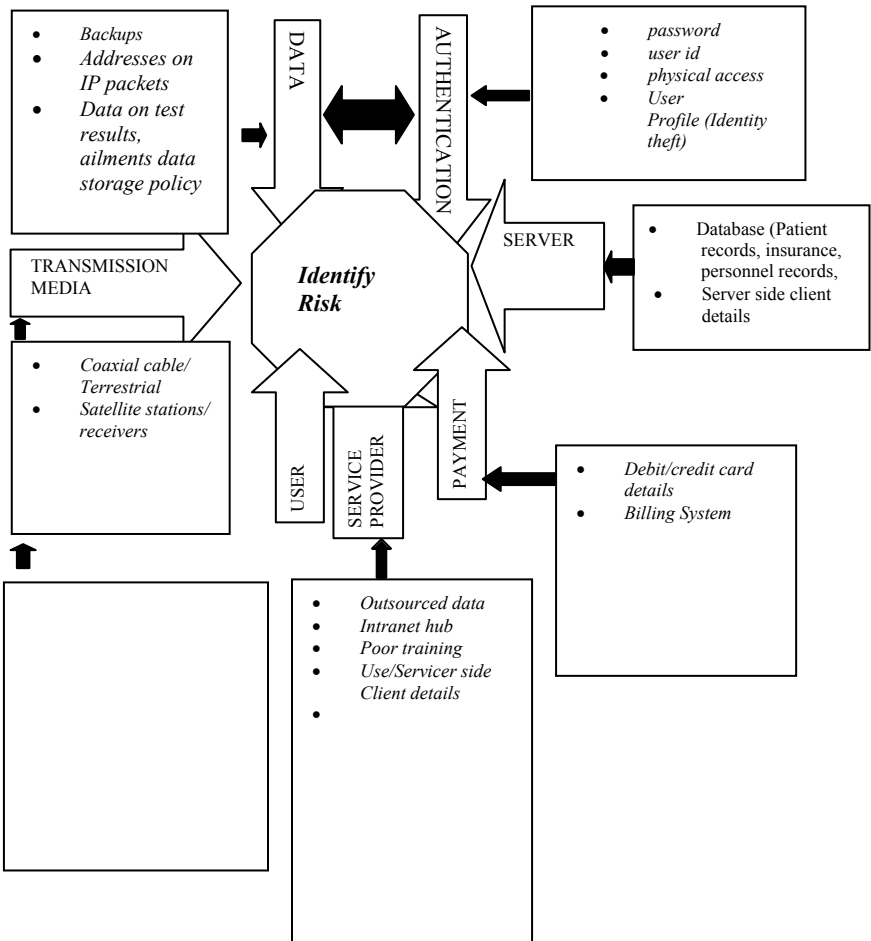 • Backups
• Addresses on
IP packets
• Data on test
results,
ailments data
storage policy
DATA
AUTHENTICATION
• password
• user id
• physical access
• User
Profile (Identity
theft)
TRANSMISSION
MEDIA
Identify
Risk
SERVER
• Database (Patient
records, insurance,
personnel records,
• Server side client
details
• Coaxial cable/
Terrestrial
• Satellite stations/
receivers
USER
SERVICE
PROVIDER
PAYMENT
• Debit/credit card
details
• Billing System
• Outsourced data
• Intranet hub
• Poor training
• Use/Servicer side
Client details
•